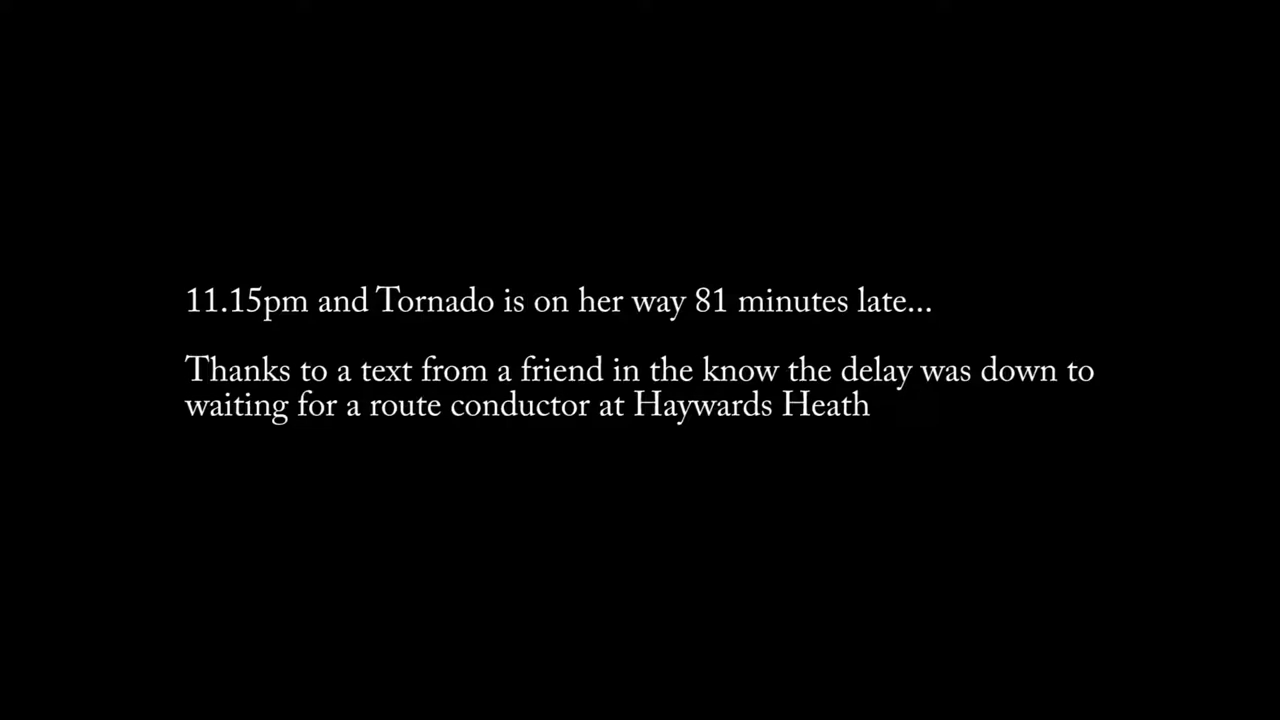 11.15pm and Tornado is on her way 81 minutes late...
Thanks to a text from a friend in the know the delay was down to
waiting for a route conductor at Haywards Heath